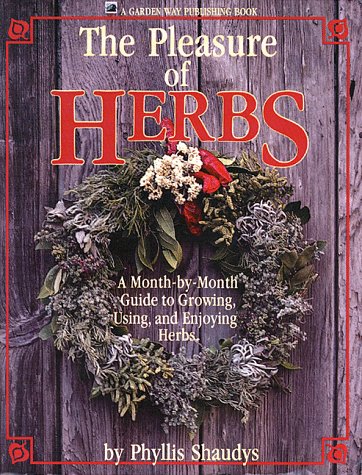 A GARDEN WAY PUBLISHING BOOK
The Pleasure
of
HERBS
A Month-by-Month
Guide to Growing,
Using, and Enjoying
Herbs.
by Phyllis Shaudys